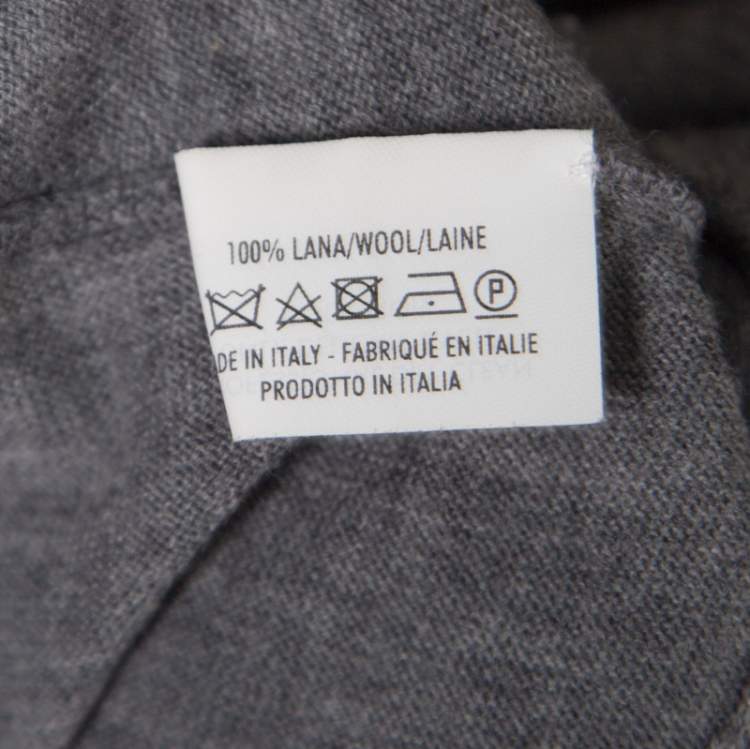 100% LANA/WOOL/LAINE
P
DE IN ITALY - FABRIQUÉ EN ITALIE
PRODOTTO IN ITALIA